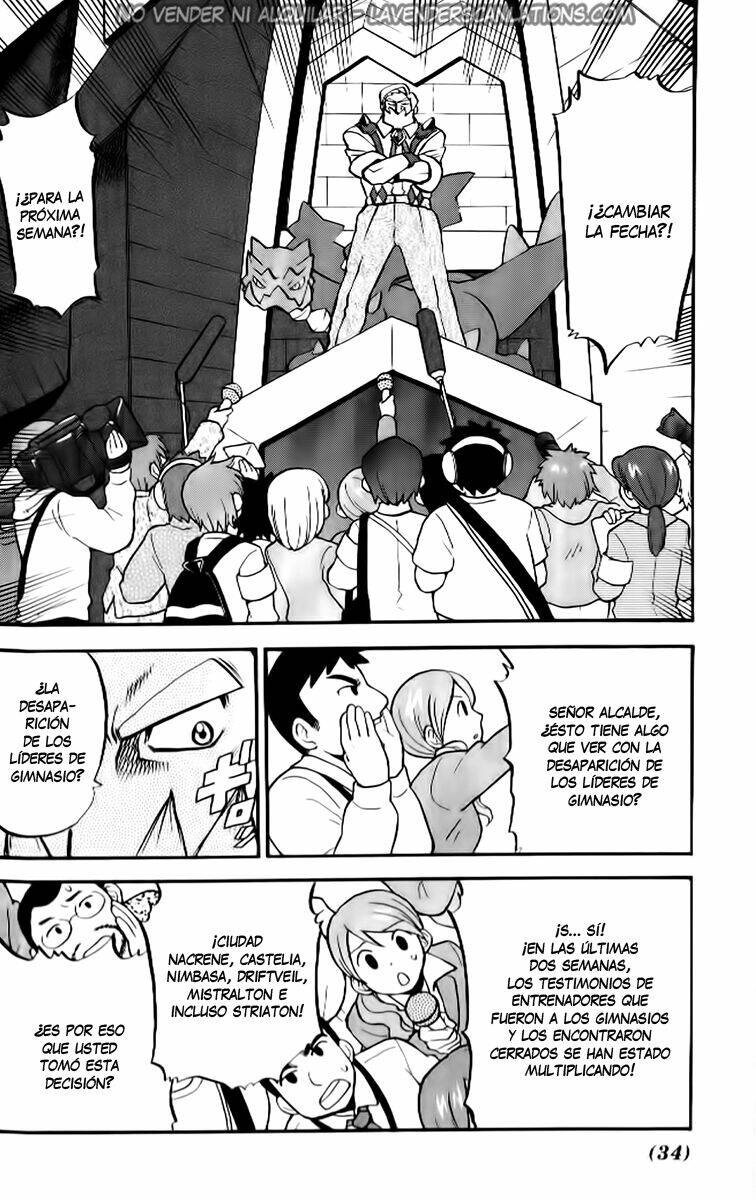 NO VENDER NI ALQUILAR - LAVENDERSCANLATIONS.COM
¡¿CAMBIAR
LA FECHA?!
¡¿PARA LA
PRÓXIMA
SEMANA?!
SEÑOR ALCALDE,
¿ÉSTO TIENE ALGO
QUE VER CON LA
DESAPARICIÓN DE
LOS LÍDERES DE
GIMNASIO?
¿LA
DESAPA-
RICIÓN
DE LOS
LÍDERES DE
GIMNASIO?
ギロ
¡S... SÍ!
¡EN LAS ÚLTIMAS
DOS SEMANAS,
LOS TESTIMONIOS DE
ENTRENADORES QUE
FUERON A LOS GIMNASIOS
Y LOS ENCONTRARON
CERRADOS SE HAN ESTADO
MULTIPLICANDO!
¡CIUDAD
NACRENE, CASTELIA,
NIMBASA, DRIFTVEIL,
MISTRALTON E
INCLUSO STRIATON!
¿ES POR ESO
QUE USTED
TOMÓ ESTA
DECISIÓN?
(34)